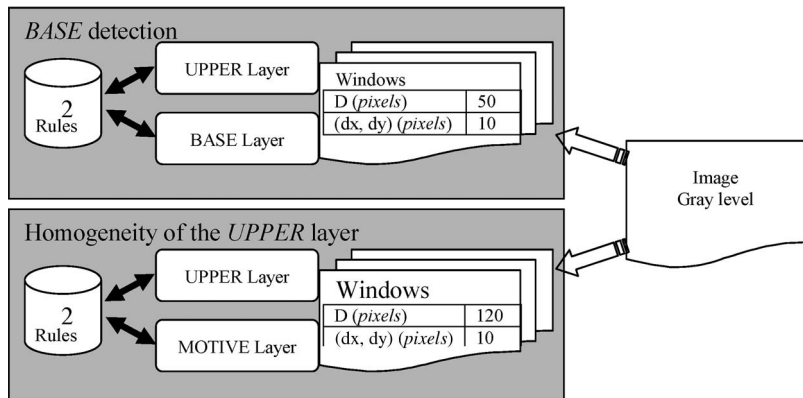 BASE detection
2
Rules
UPPER Layer
BASE Layer
Windows
D (pixels) 50
(dx, dy) (pixels) 10
Image
Gray level
Homogeneity of the UPPER layer
2
Rules
UPPER Layer
MOTIVE Layer
Windows
D (pixels) 120
(dx, dy) (pixels) 10